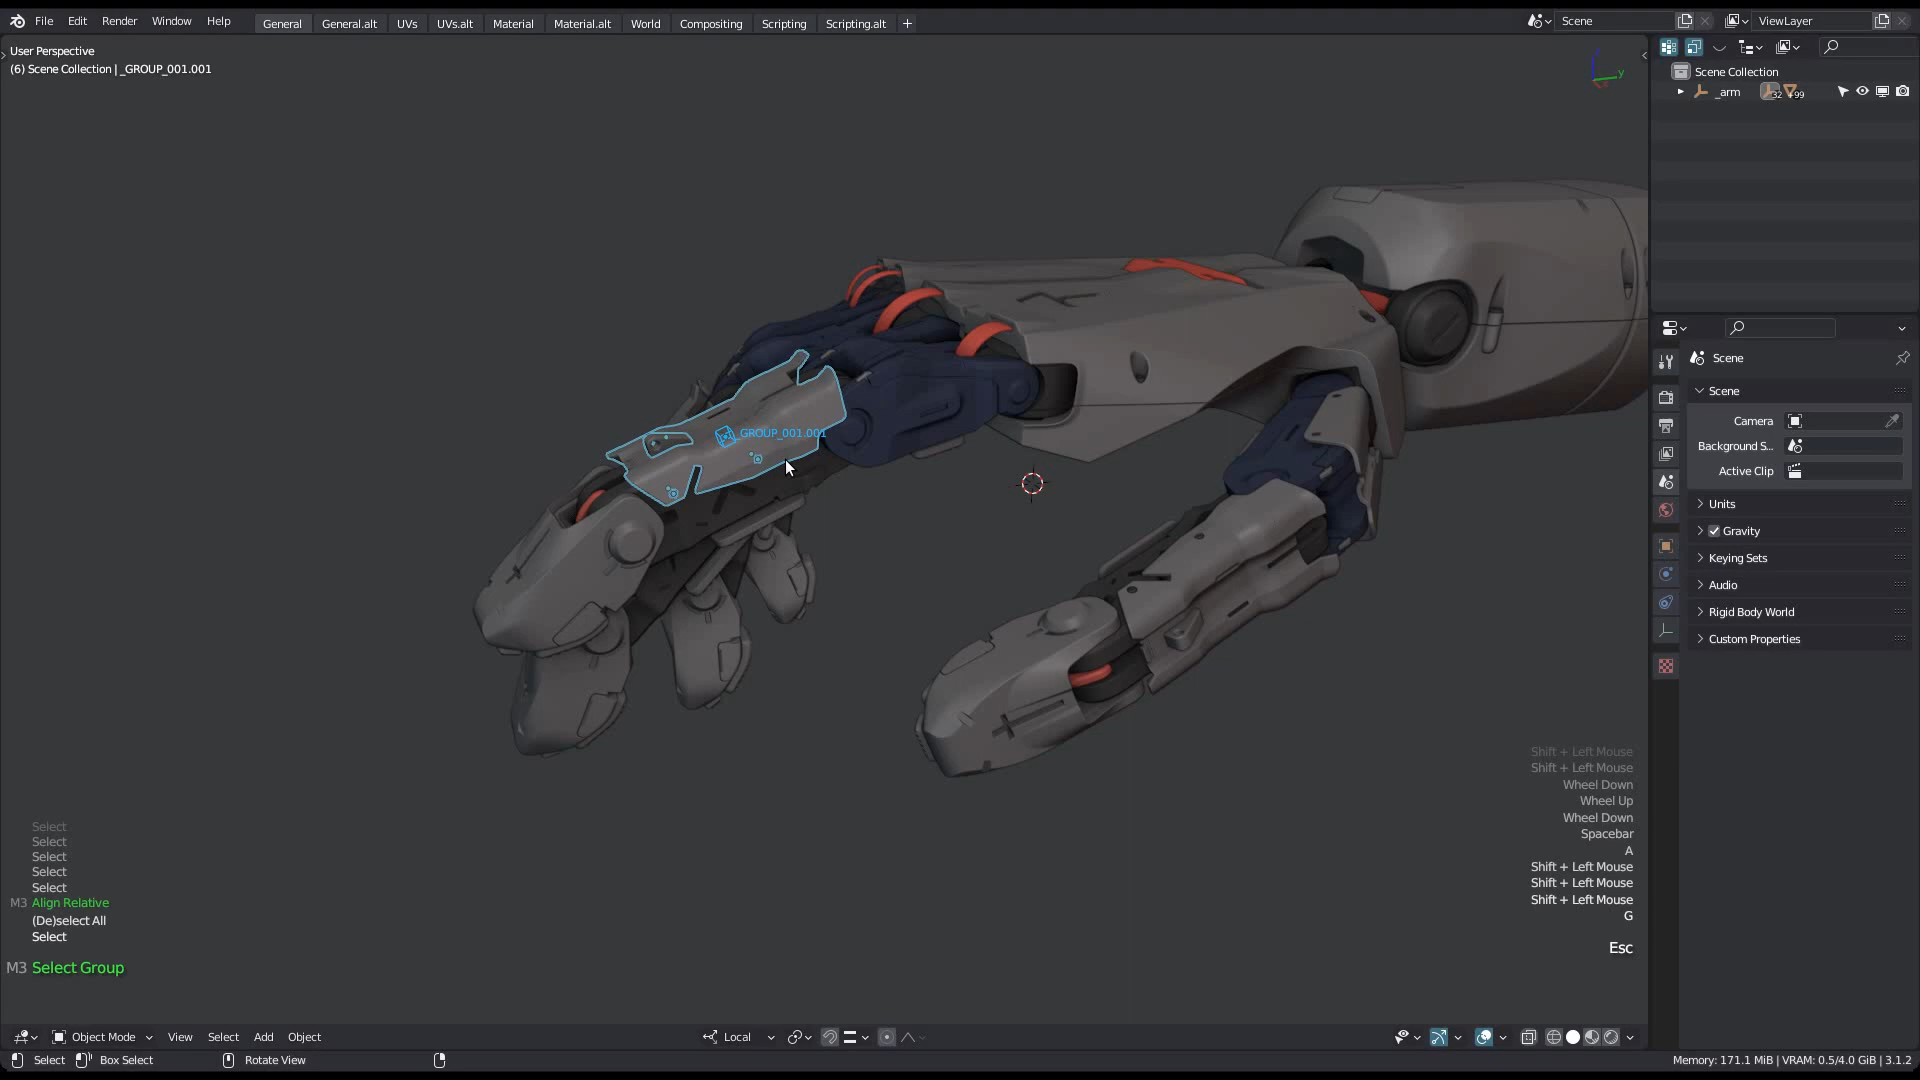 File Edit Render Window Help
General General.alt UVs UVs.alt Material Material.alt World Compositing Scripting Scripting.alt +
Scene
ViewLayer
User Perspective
(6) Scene Collection | _GROUP_001.001
y
Scene Collection
_arm
32
+99
Scene
Scene
Camera
Background S...
Active Clip
Units
Gravity
Keying Sets
Audio
Rigid Body World
Custom Properties
_GROUP_001.001
Shift + Left Mouse
Shift + Left Mouse
Wheel Down
Wheel Up
Wheel Down
Spacebar
A
Shift + Left Mouse
Shift + Left Mouse
Shift + Left Mouse
G
Esc
Select
Select
Select
Select
Select
M3 Align Relative
(De)select All
Select
M3 Select Group
Object Mode View Select Add Object
Local
Select Box Select Rotate View
Memory: 171.1 MiB | VRAM: 0.5/4.0 GiB | 3.1.2